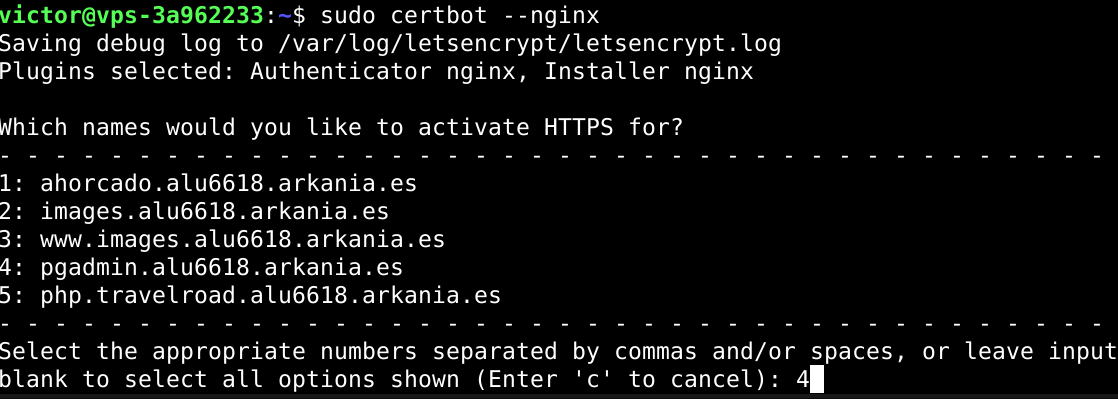 victor@vps-3a962233:~$ sudo certbot --nginx
Saving debug log to /var/log/letsencrypt/letsencrypt.log
Plugins selected: Authenticator nginx, Installer nginx
Which names would you like to activate HTTPS for?
- - - - - - - - - - - - - - - - - - - - - - - - - - - - - - - - - - - - - - - -
1: ahorcado.alu6618.arkania.es
2: images.alu6618.arkania.es
3: www.images.alu6618.arkania.es
4: pgadmin.alu6618.arkania.es
5: php.travelroad.alu6618.arkania.es
- - - - - - - - - - - - - - - - - - - - - - - - - - - - - - - - - - - - - - - -
Select the appropriate numbers separated by commas and/or spaces, or leave input
blank to select all options shown (Enter 'c' to cancel): 4